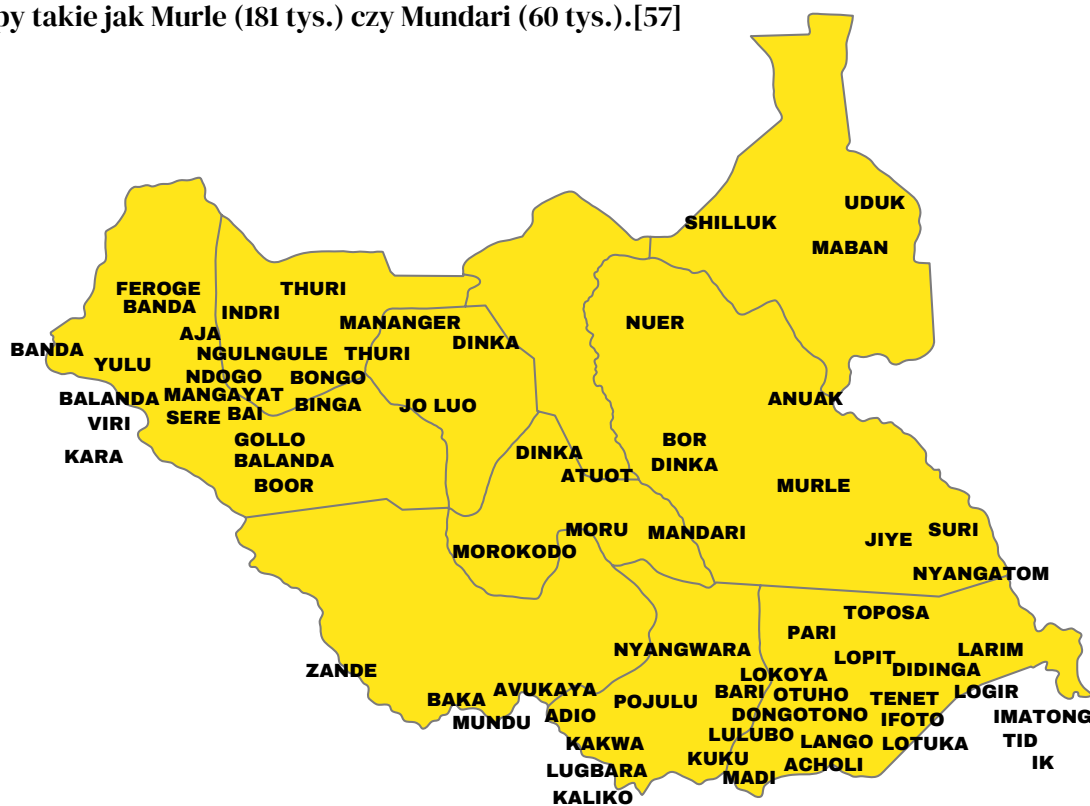 py takie jak Murle (181 tys.) czy Mundari (60 tys.).[57]
UDUK
SHILLUK
MABAN
FEROGE
BANDA
THURI
INDRI
MANANGER
NUER
AJA
DINKA
BANDA
NGULNGULE
THURI
YULU
NDOGO
BONGO
BALANDA
VIRI
MANGAYAT
ANUAK
SERE
BAI
BINGA
JO LUO
KARA
GOLLO
BALANDA
BOOR
BOR
DINKA
DINKA
ATUOT
MURLE
MORU
MANDARI
SURI
JIYE
MOROKODO
NYANGATOM
TOPOSA
PARI
NYANGWARA
LARIM
LOPIT
DIDINGA
ZANDE
LOKOYA
BARI
OTUHO
AVUKAYA
BAKA
POJULU
TENET
LOGIR
MUNDU
ADIO
DONGOTONO
IFOTO
IMATONG
LULUBO
KAKWA
LANGO
LOTUKA
TID
KUKU
ACHOLI
IK
LUGBARA
MADI
KALIKO